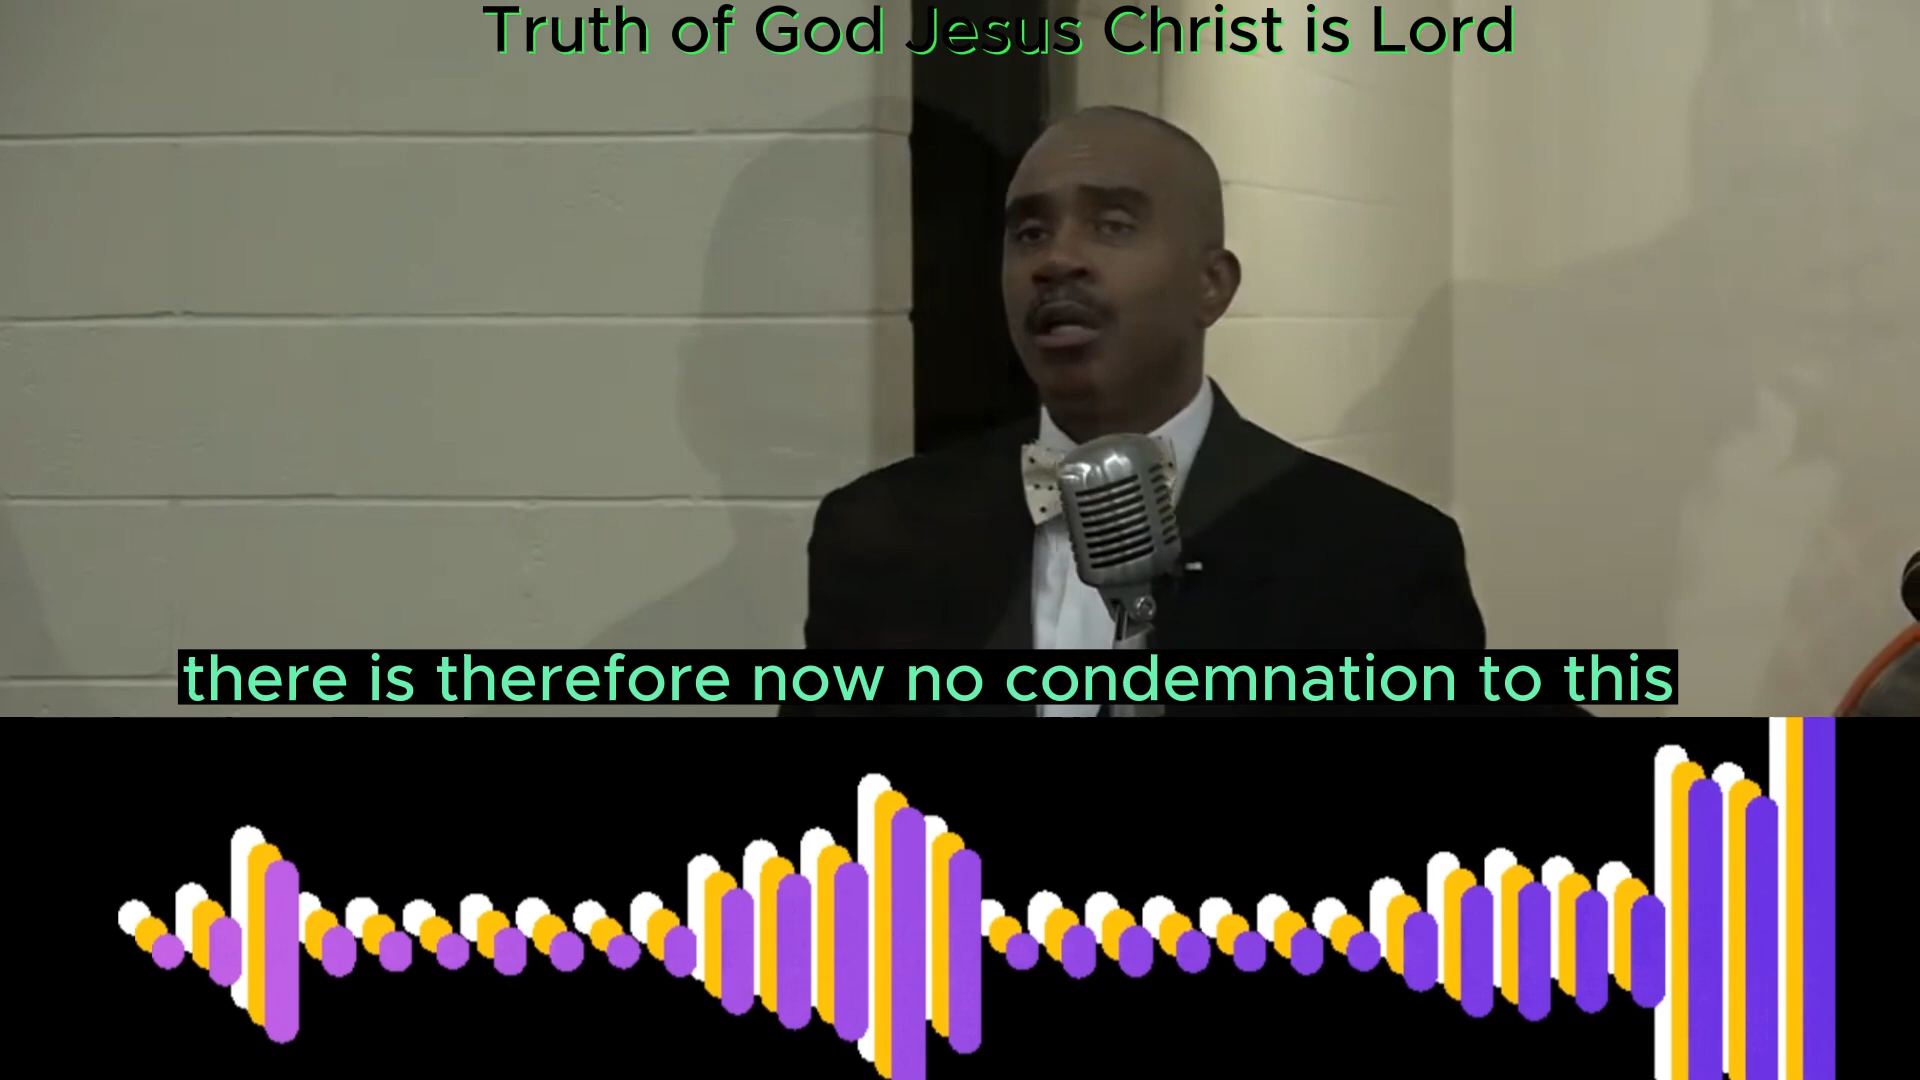 Truth of God Jesus Christ is Lord
there is therefore now no condemnation to this